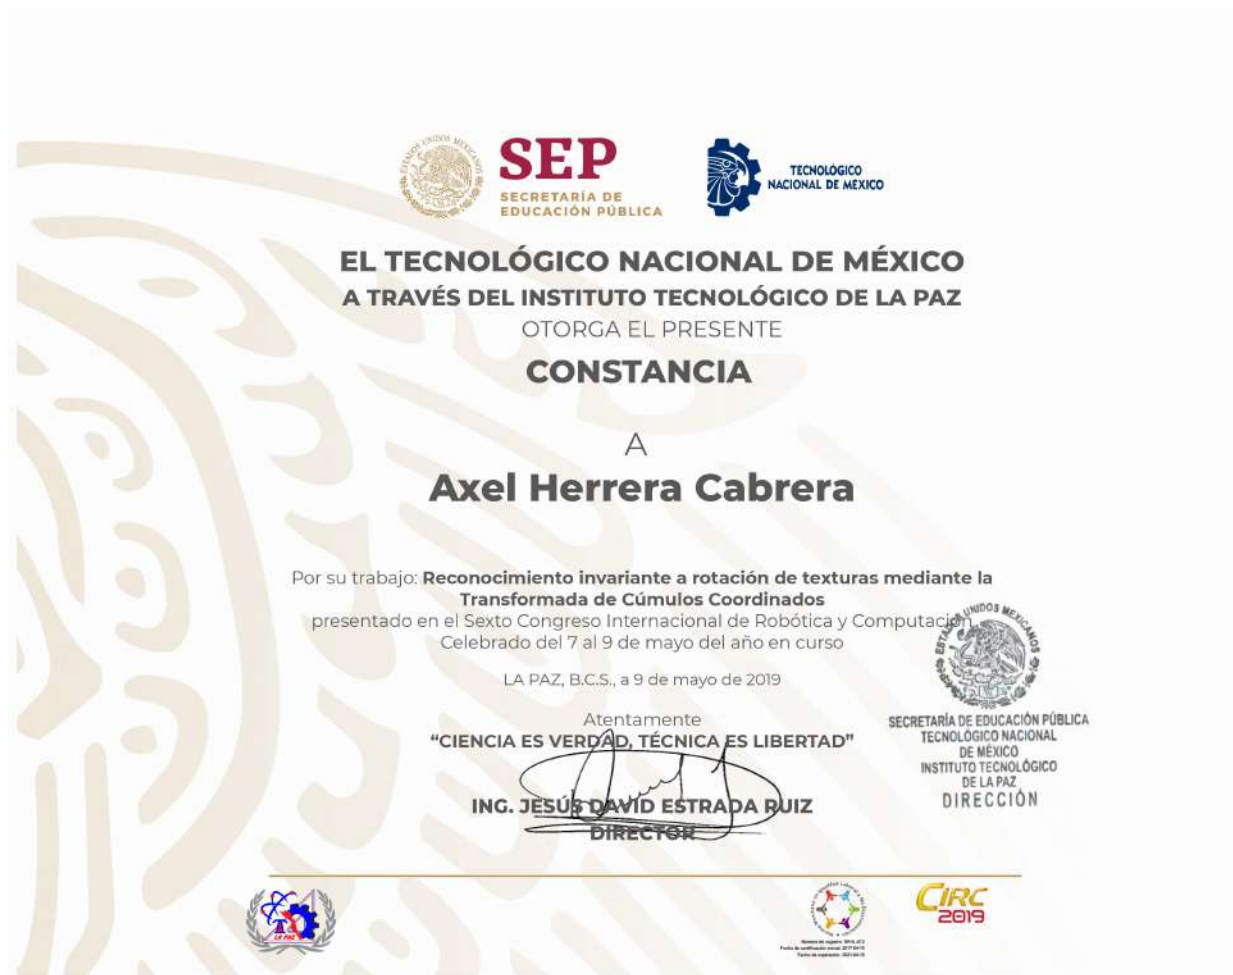 SEP
SECRETARÍA DE
EDUCACIÓN PÚBLICA
TECNOLÓGICO
NACIONAL DE MÉXICO
EL TECNOLÓGICO NACIONAL DE MÉXICO
A TRAVÉS DEL INSTITUTO TECNOLÓGICO DE LA PAZ
OTORGA EL PRESENTE
CONSTANCIA
A
Axel Herrera Cabrera
Por su trabajo: Reconocimiento invariante a rotación de texturas mediante la
Transformada de Cúmulos Coordinados
presentado en el Sexto Congreso Internacional de Robótica y Computación
Celebrado del 7 al 9 de mayo del año en curso
LA PAZ, B.C.S., a 9 de mayo de 2019
Atentamente
"CIENCIA ES VERDAD, TÉCNICA ES LIBERTAD"
ING. JESÚS DAVID ESTRADA RUIZ
DIRECTOR
ESTADOS UNIDOS MEXICANOS
SECRETARÍA DE EDUCACIÓN PÚBLICA
TECNOLÓGICO NACIONAL
DE MÉXICO
INSTITUTO TECNOLÓGICO
DE LA PAZ
DIRECCIÓN
LA PAZ
CIRC
2019